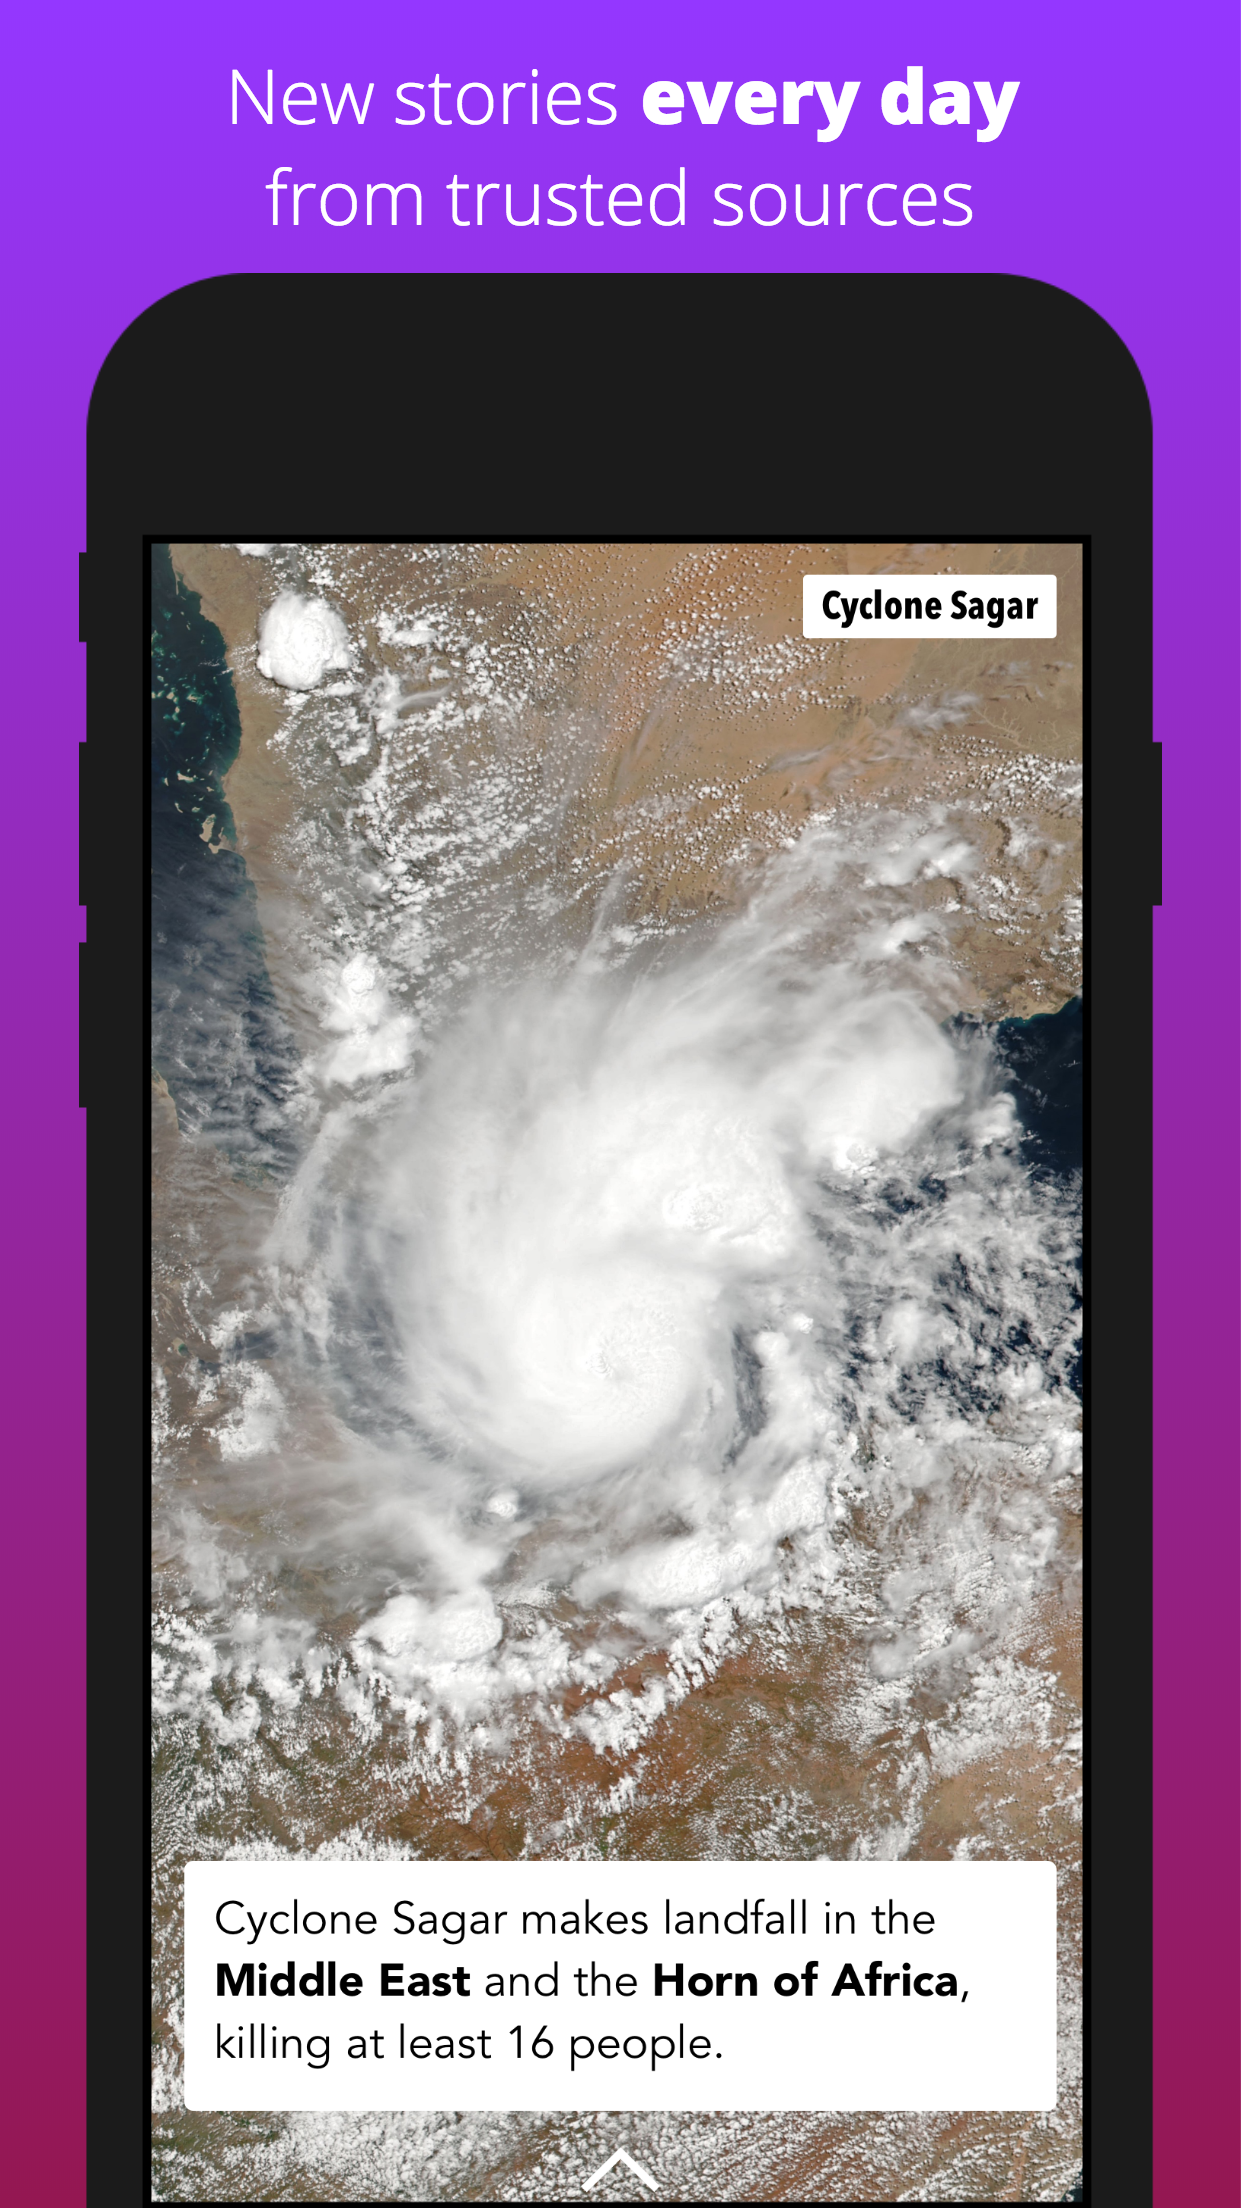 New stories every day
from trusted sources
Cyclone Sagar
Cyclone Sagar makes landfall in the
Middle East and the Horn of Africa,
killing at least 16 people.